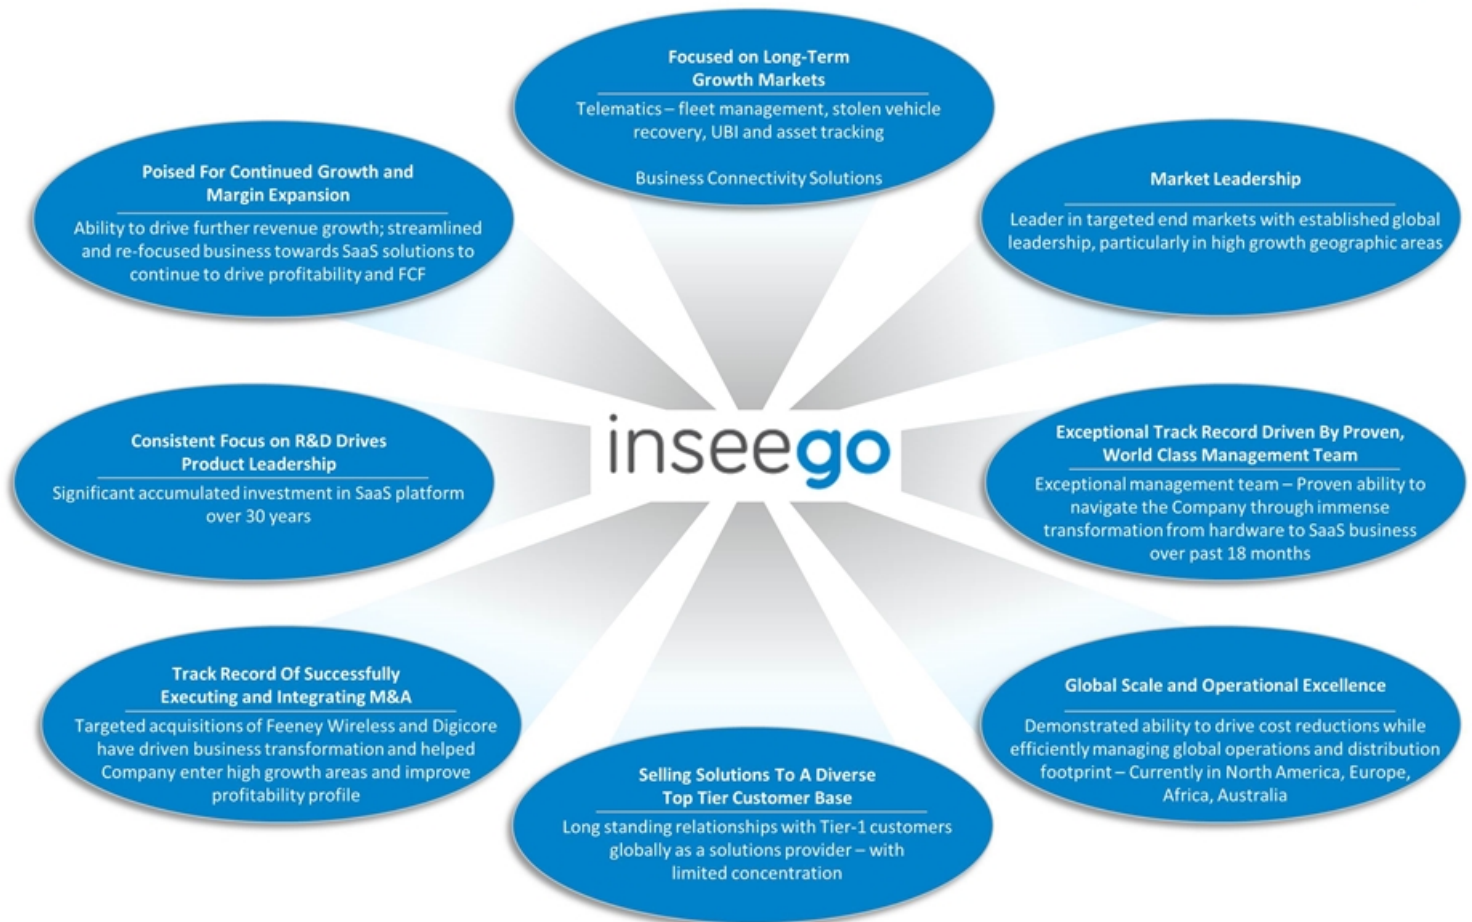 Focused on Long-Term
Growth Markets
Telematics – fleet management, stolen vehicle
recovery, UBI and asset tracking
Business Connectivity Solutions
Poised For Continued Growth and
Margin Expansion
Ability to drive further revenue growth; streamlined
and re-focused business towards SaaS solutions to
continue to drive profitability and FCF
Market Leadership
Leader in targeted end markets with established global
leadership, particularly in high growth geographic areas
Consistent Focus on R&D Drives
Product Leadership
Significant accumulated investment in SaaS platform
over 30 years
inseego
Exceptional Track Record Driven By Proven,
World Class Management Team
Exceptional management team – Proven ability to
navigate the Company through immense
transformation from hardware to SaaS business
over past 18 months
Track Record Of Successfully
Executing and Integrating M&A
Targeted acquisitions of Feeney Wireless and Digicore
have driven business transformation and helped
Company enter high growth areas and improve
profitability profile
Selling Solutions To A Diverse
Top Tier Customer Base
Long standing relationships with Tier-1 customers
globally as a solutions provider – with
limited concentration
Global Scale and Operational Excellence
Demonstrated ability to drive cost reductions while
efficiently managing global operations and distribution
footprint – Currently in North America, Europe,
Africa, Australia